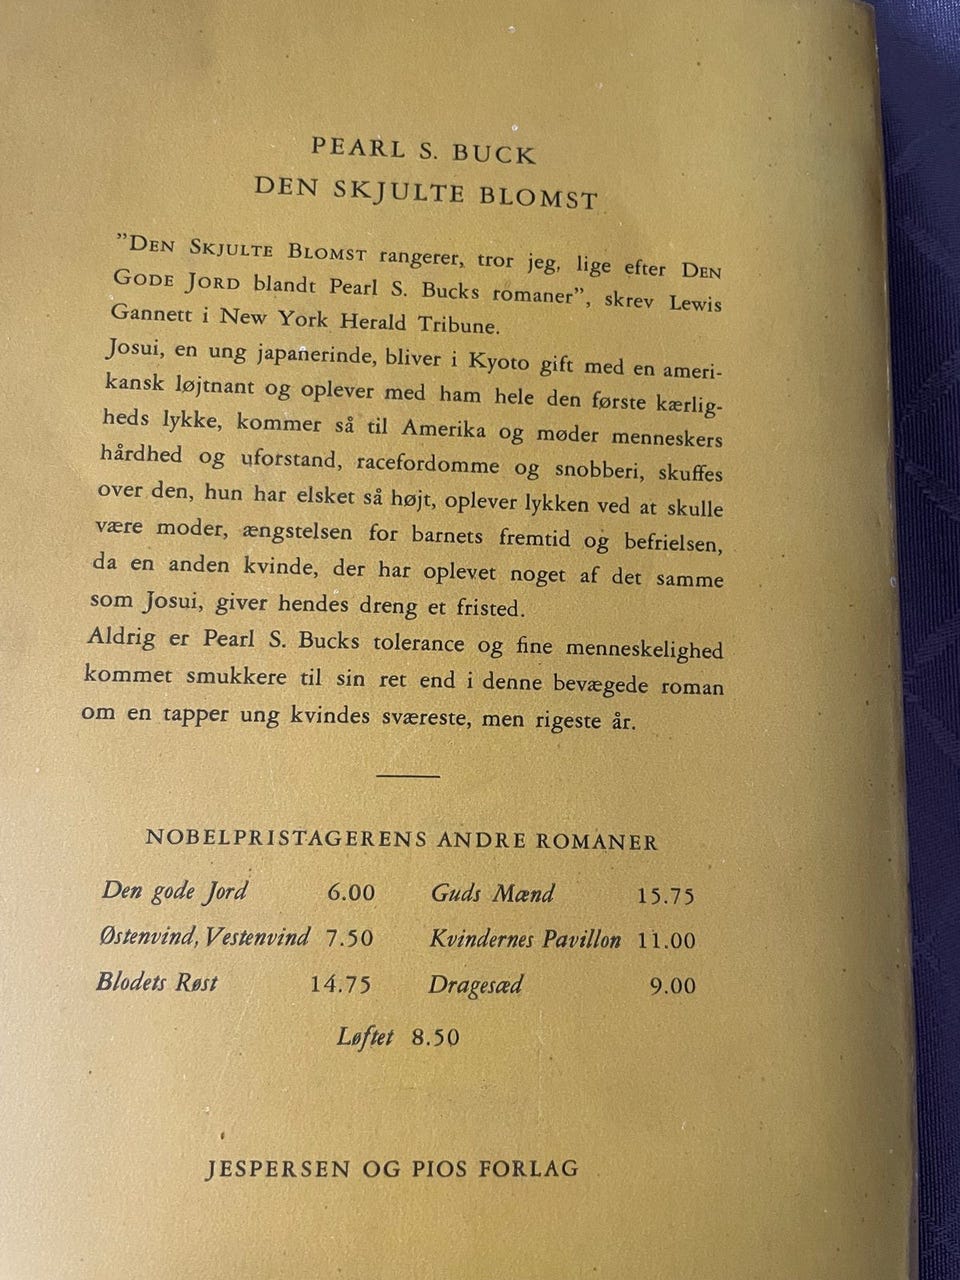 PEARL S. BUCK
DEN SKJULTE BLOMST
”DEN SKJULTE BLOMST rangerer, tror jeg, lige efter DEN
GODE JORD blandt Pearl S. Bucks romaner”, skrev Lewis
Gannett i New York Herald Tribune.
Josui, en ung japanerinde, bliver i Kyoto gift med en ameri-
kansk løjtnant og oplever med ham hele den første kærlig-
heds lykke, kommer så til Amerika og møder menneskers
hårdhed og uforstand, racefordomme og snobberi, skuffes
over den, hun har elsket så højt, oplever lykken ved at skulle
være moder, ængstelsen for barnets fremtid og befrielsen,
da en anden kvinde, der har oplevet noget af det samme
som Josui, giver hendes dreng et fristed.
Aldrig er Pearl S. Bucks tolerance og fine menneskelighed
kommet smukkere til sin ret end i denne bevægede roman
om en tapper ung kvindes sværeste, men rigeste år.
NOBELPRISTAGERENS ANDRE ROMANER
Den gode Jord 6.00 Guds Mænd 15.75
Østenvind, Vestenvind 7.50 Kvindernes Pavillon 11.00
Blodets Røst 14.75 Dragesæd 9.00
Løftet 8.50
JESPERSEN OG PIOS FORLAG